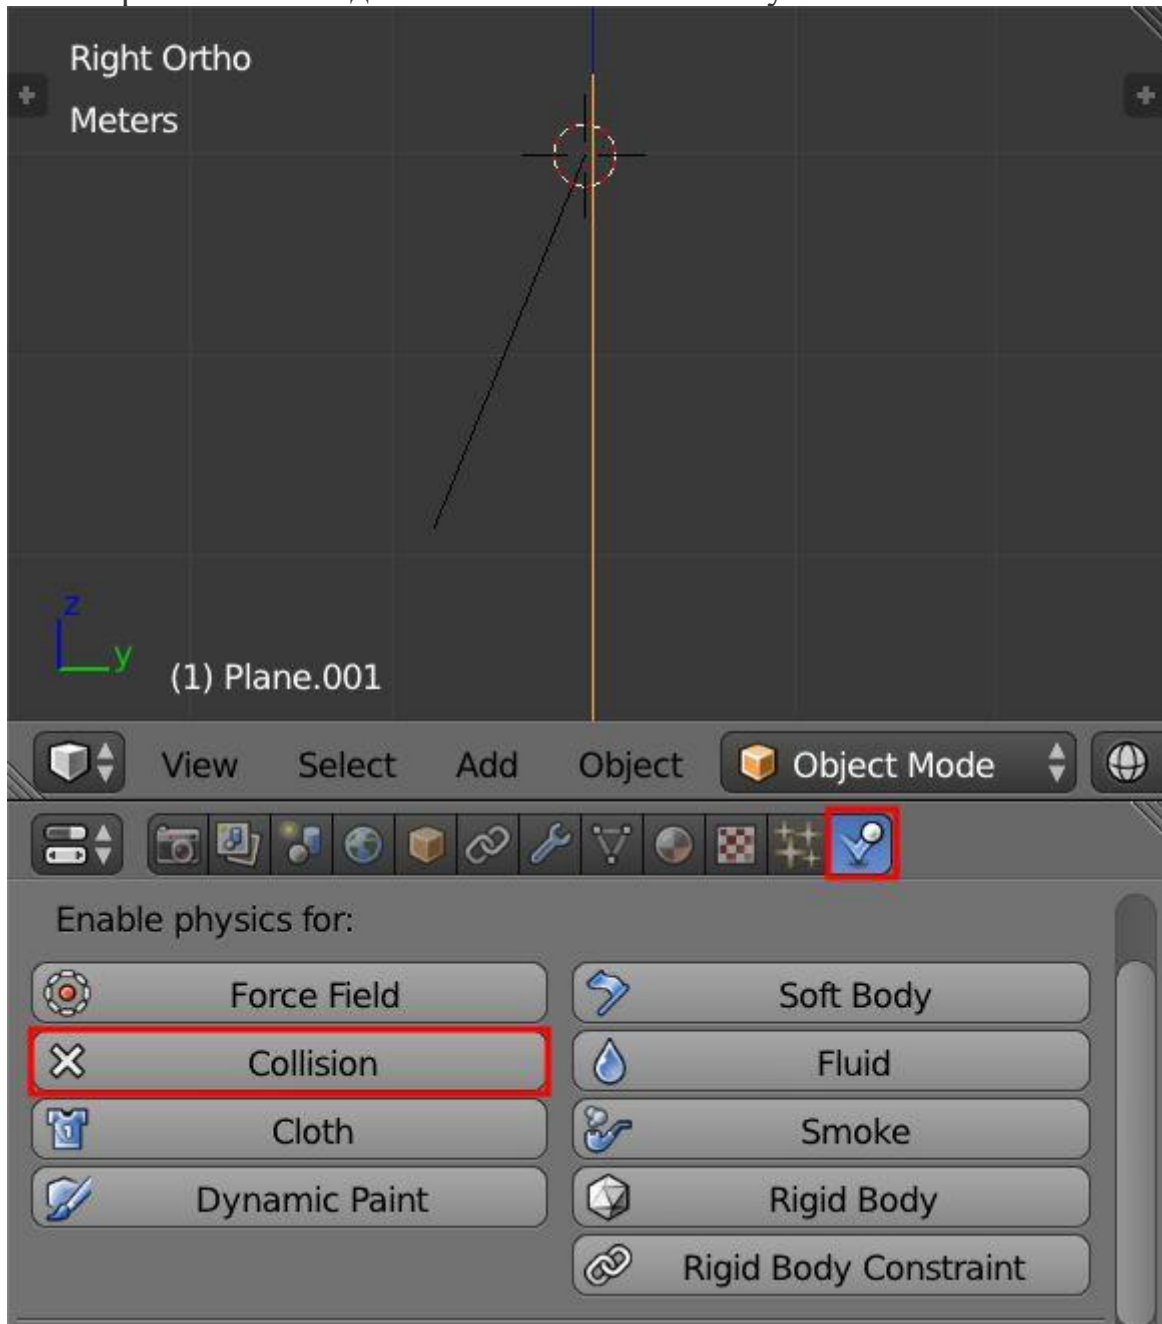 Right Ortho
Meters
z
y
(1) Plane.001
View Select Add Object Object Mode
Enable physics for:
Force Field Soft Body
Collision Fluid
Cloth Smoke
Dynamic Paint Rigid Body
Rigid Body Constraint